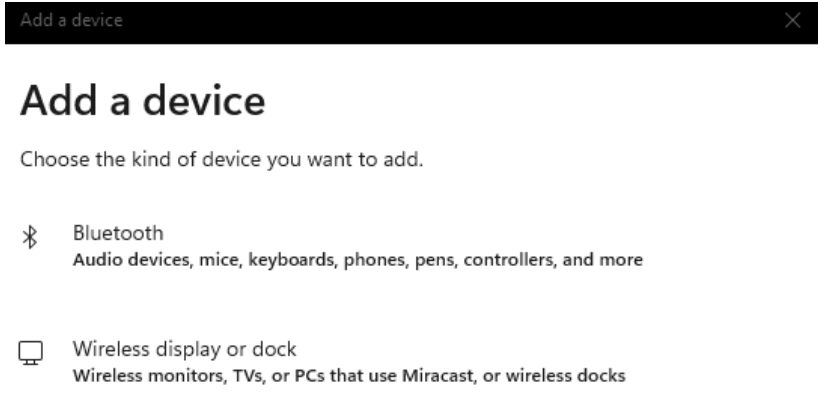 Add a device
Add a device
Choose the kind of device you want to add.
Bluetooth
Audio devices, mice, keyboards, phones, pens, controllers, and more
Wireless display or dock
Wireless monitors, TVs, or PCs that use Miracast, or wireless docks